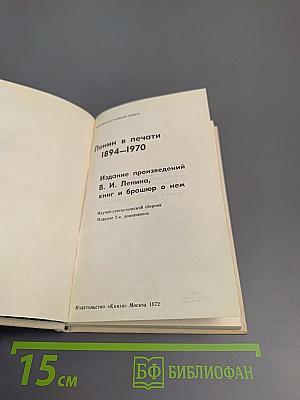 Ленин в печати
1894—1970
Издание произведений
В. И. Ленина,
книг и брошюр о нем
Научно-статистический сборник
Издание 2-е, дополненное
Издательство «Книга» Москва 1972
15 см
БФ БИБЛИОФАН